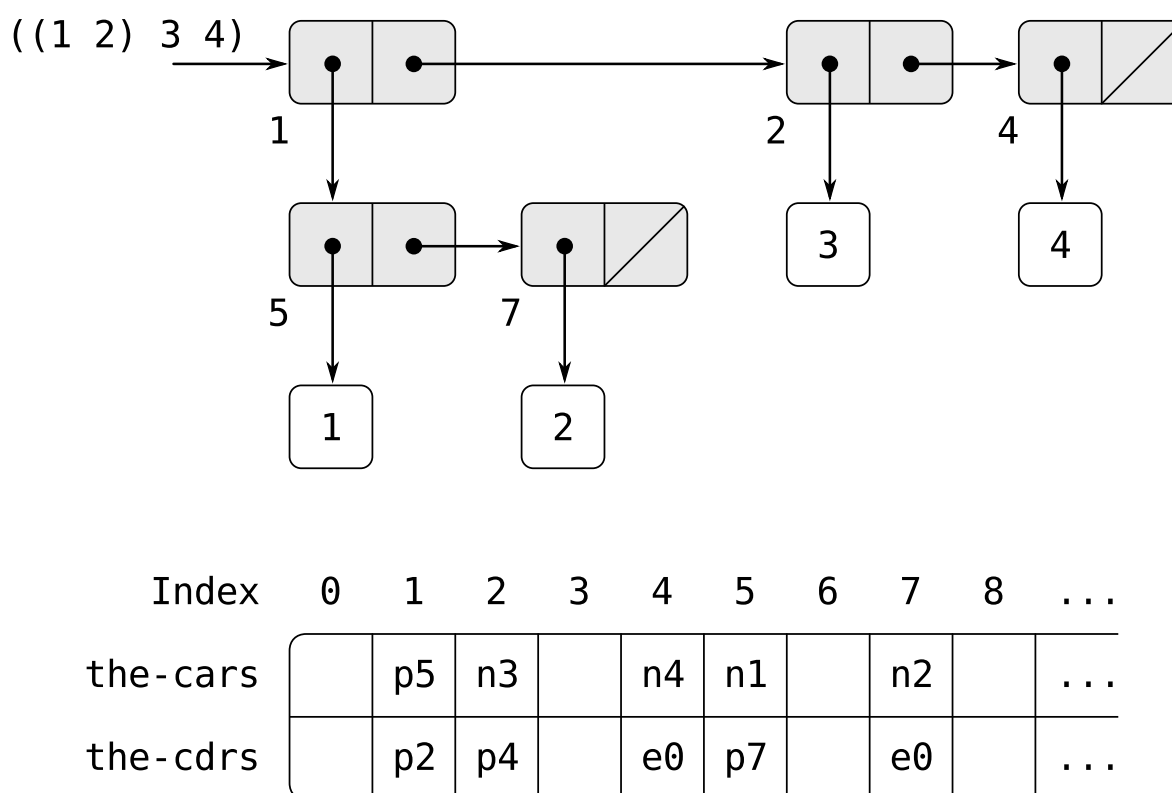 ((1 2) 3 4)
1
2
4
3
4
5
7
1
2
Index 0 1 2 3 4 5 6 7 8 ...
the-cars p5 n3 n4 n1 n2 ...
the-cdrs p2 p4 e0 p7 e0 ...